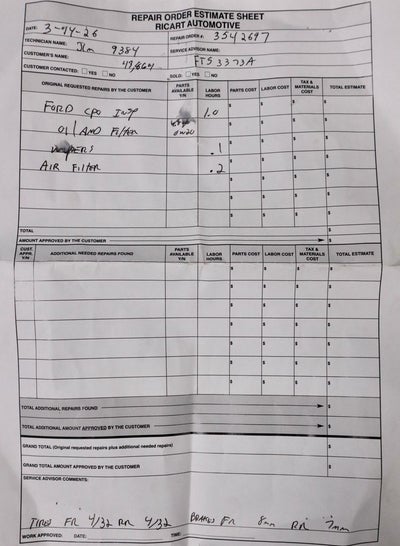 REPAIR ORDER ESTIMATE SHEET
RICART AUTOMOTIVE
DATE: 3-14-26 REPAIR ORDER #: 3542697
TECHNICIAN NAME: Jim 9384 SERVICE ADVISOR NAME:
CUSTOMER'S NAME: FTS3373A
CUSTOMER CONTACTED: YES NO SOLD: YES NO
ORIGINAL REQUESTED REPAIRS BY THE CUSTOMER PARTS AVAILABLE Y/N LABOR HOURS PARTS COST LABOR COST TAX & MATERIALS COST TOTAL ESTIMATE
FORD CPO INSP 1.0 $ $ $ $
Oil AND FilTER 0W20 $ $ $ $
WIPERS .1 $ $ $ $
AIR FilTER .2 $ $ $ $
$ $ $ $
$ $ $ $
TOTAL $
AMOUNT APPROVED BY THE CUSTOMER $
CUST. APPR. Y/N ADDITIONAL NEEDED REPAIRS FOUND PARTS AVAILABLE Y/N LABOR HOURS PARTS COST LABOR COST TAX & MATERIALS COST TOTAL ESTIMATE
$ $ $ $
$ $ $ $
$ $ $ $
$ $ $ $
$ $ $ $
$ $ $ $
$ $ $ $
TOTAL ADDITIONAL REPAIRS FOUND $
TOTAL ADDITIONAL AMOUNT APPROVED BY THE CUSTOMER $
GRAND TOTAL (Original requested repairs plus additional needed repairs) $
GRAND TOTAL AMOUNT APPROVED BY THE CUSTOMER $
SERVICE ADVISOR COMMENTS:
TIRES FR 4/32 RR 4/32 BRAKES FR 8mm RR 7mm
WORK APPROVED: DATE: TIME: